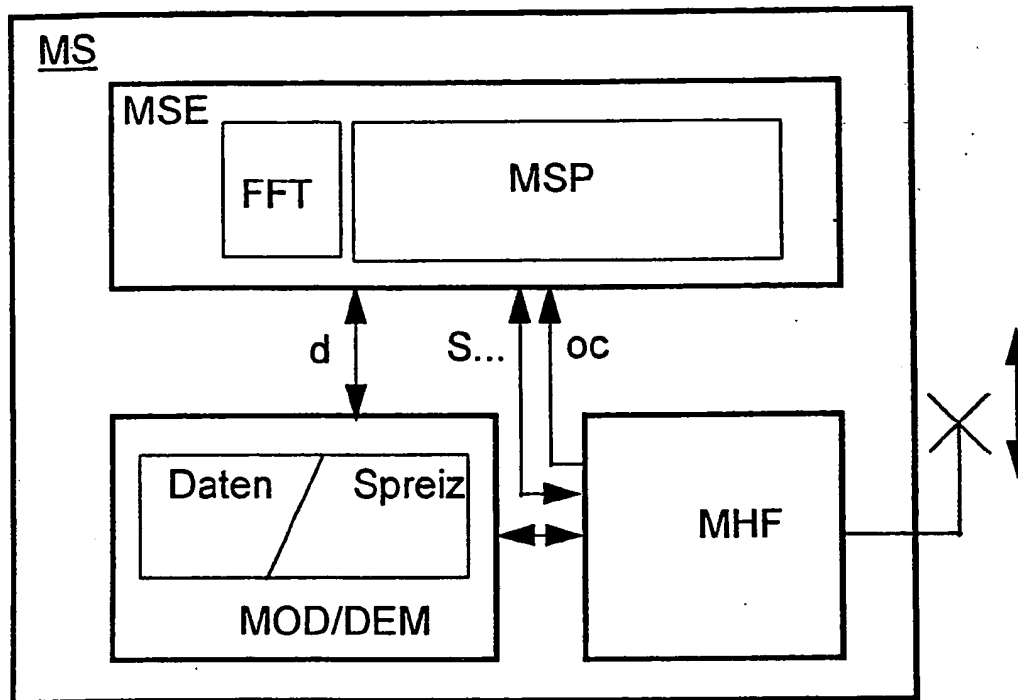 MS
MSE
FFT
MSP
d
S...
oc
Daten
Spreiz
MHF
MOD/DEM